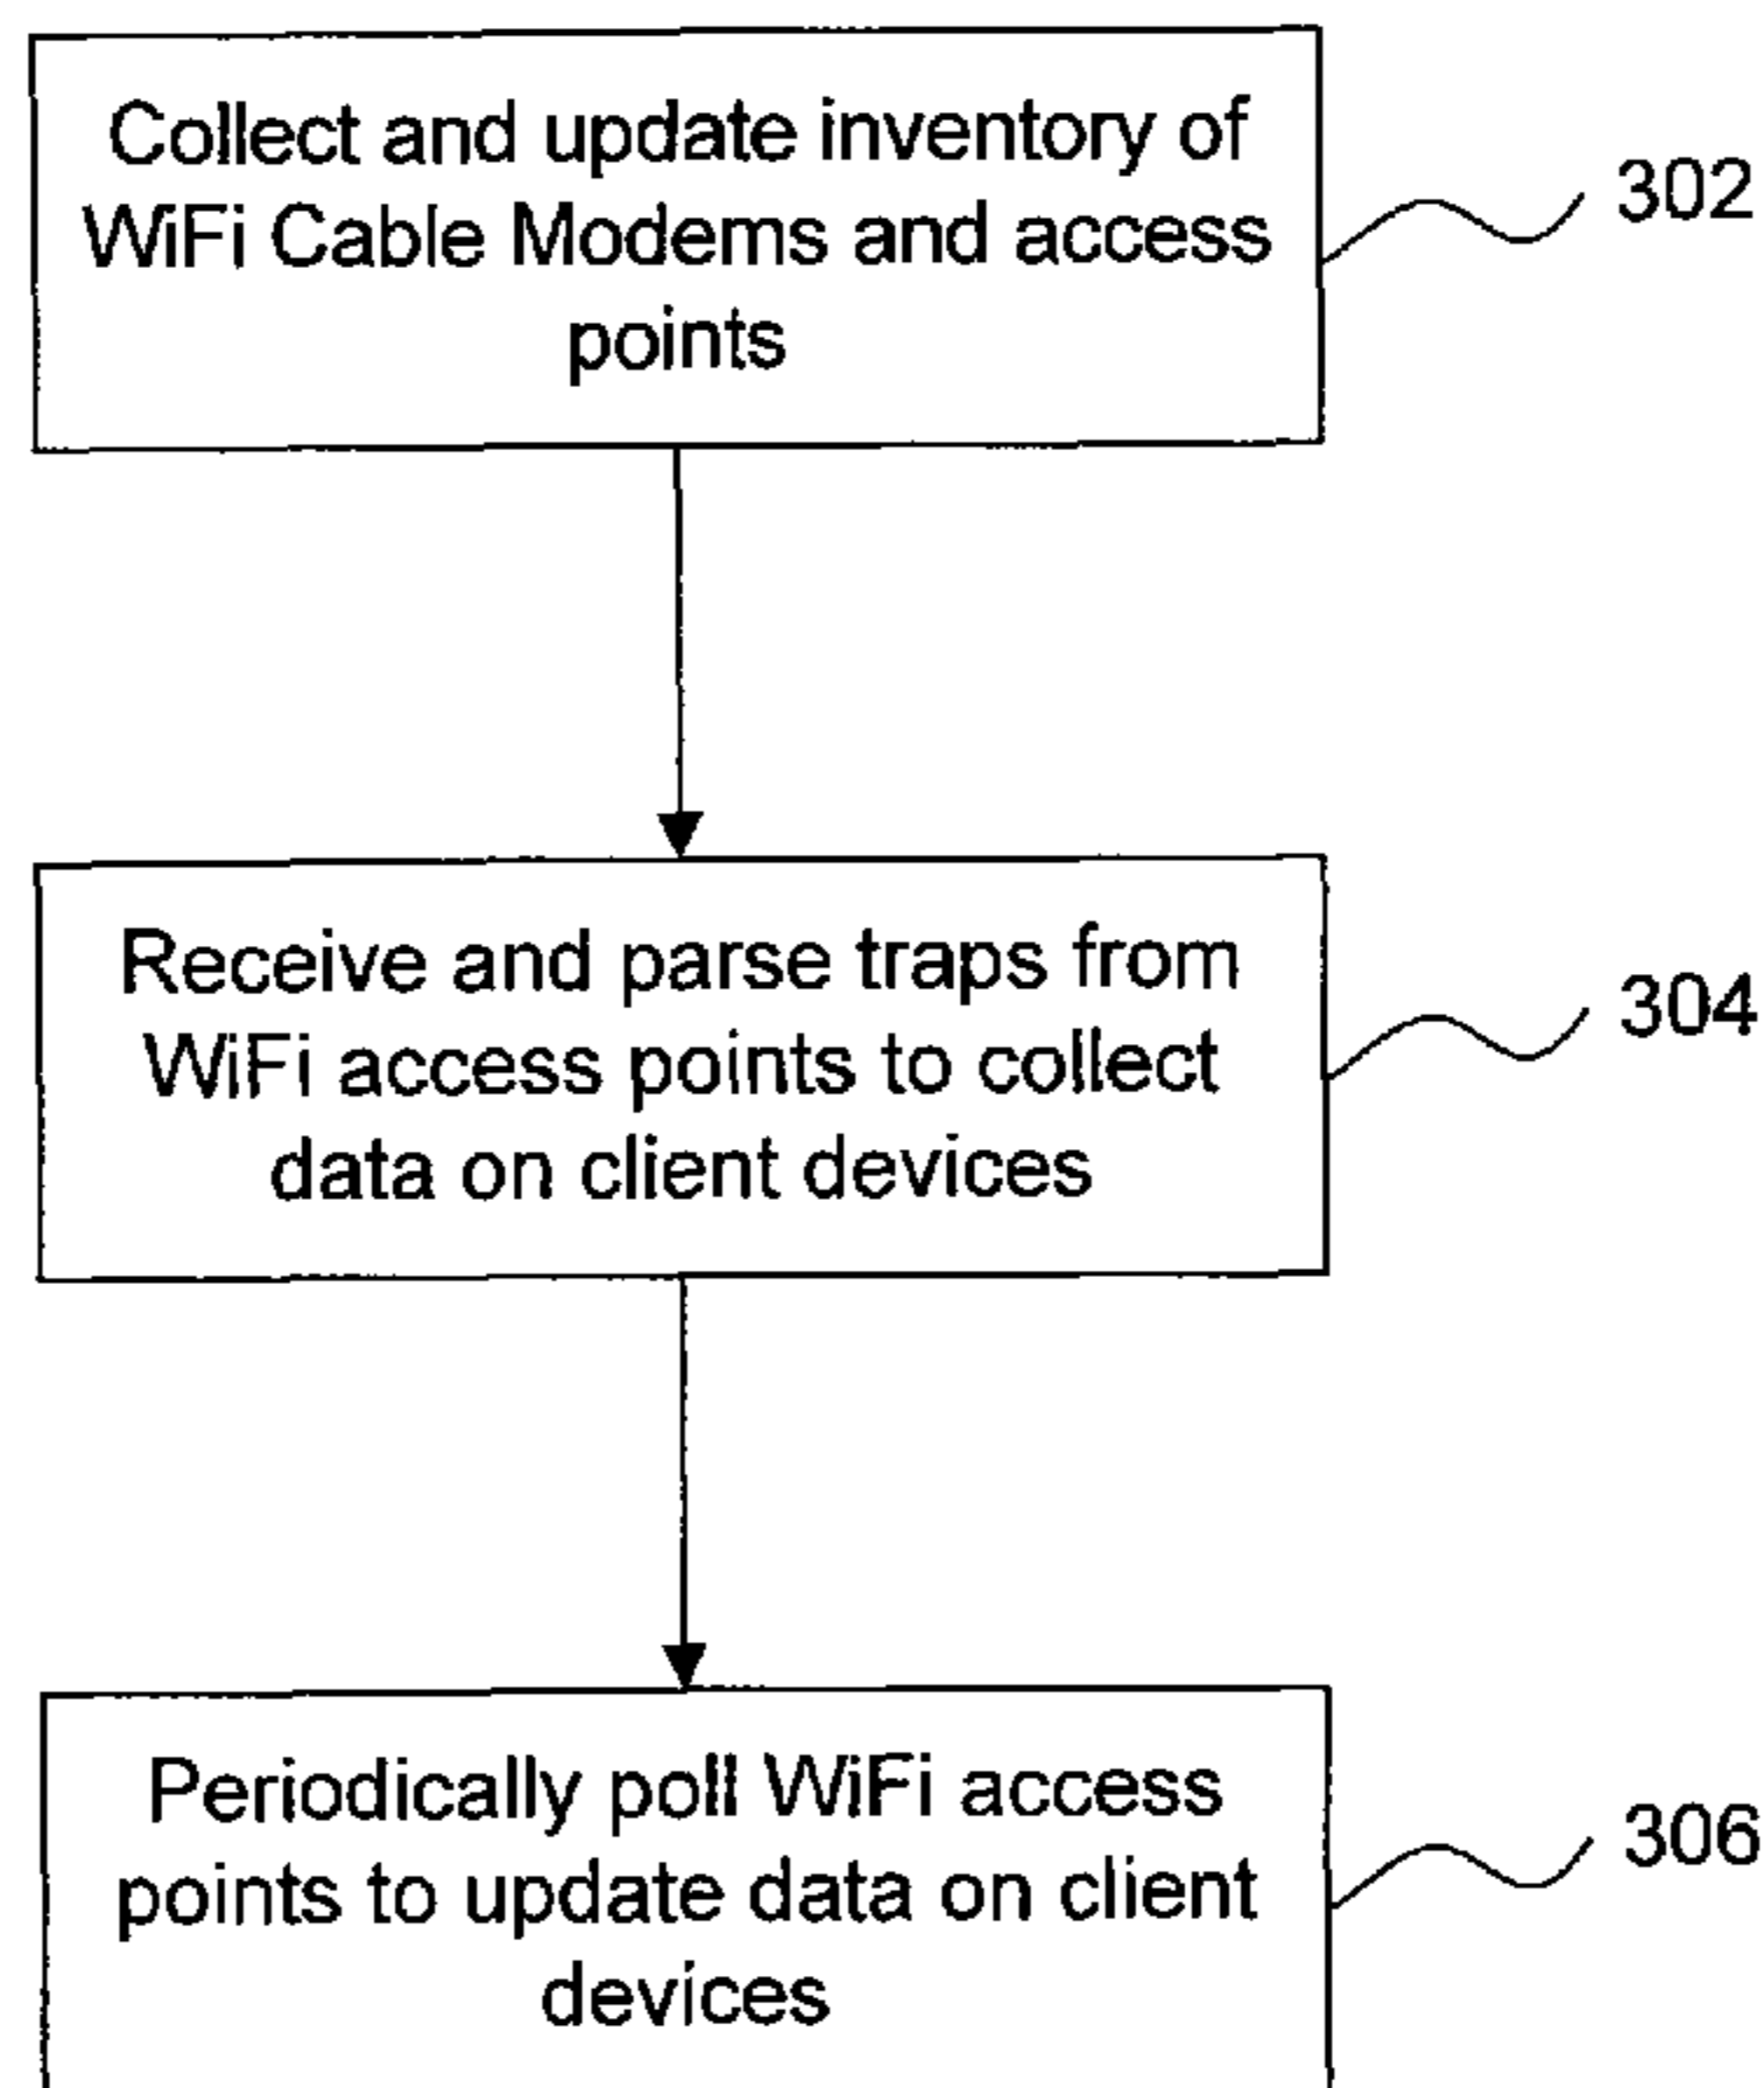 Collect and update inventory of
WiFi Cable Modems and access
points
302
Receive and parse traps from
WiFi access points to collect
data on client devices
304
Periodically poll WiFi access
points to update data on client
devices
306